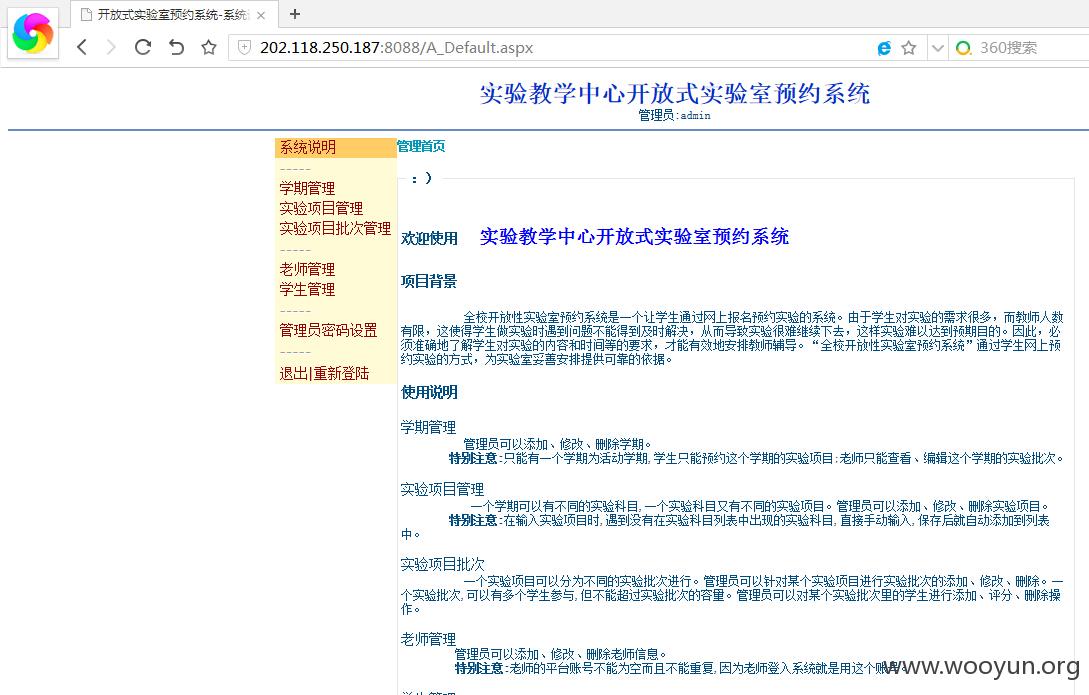 开放式实验室预约系统-系统
202.118.250.187:8088/A_Default.aspx
360搜索
实验教学中心开放式实验室预约系统
管理员:admin
系统说明
-----
学期管理
实验项目管理
实验项目批次管理
-----
老师管理
学生管理
-----
管理员密码设置
-----
退出|重新登陆
管理首页
: )
欢迎使用 实验教学中心开放式实验室预约系统
项目背景
全校开放性实验室预约系统是一个让学生通过网上报名预约实验的系统。由于学生对实验的需求很多，而教师人数
有限，这使得学生做实验时遇到问题不能得到及时解决，从而导致实验很难继续下去，这样实验难以达到预期目的。因此，必
须准确地了解学生对实验的内容和时间等的要求，才能有效地安排教师辅导。“全校开放性实验室预约系统”通过学生网上预
约实验的方式，为实验室妥善安排提供可靠的依据。
使用说明
学期管理
管理员可以添加、修改、删除学期。
特别注意:只能有一个学期为活动学期,学生只能预约这个学期的实验项目;老师只能查看、编辑这个学期的实验批次。
实验项目管理
一个学期可以有不同的实验科目,一个实验科目又有不同的实验项目。管理员可以添加、修改、删除实验项目。
特别注意:在输入实验项目时,遇到没有在实验科目列表中出现的实验科目,直接手动输入,保存后就自动添加到列表
中。
实验项目批次
一个实验项目可以分为不同的实验批次进行。管理员可以针对某个实验项目进行实验批次的添加、修改、删除。一
个实验批次,可以有多个学生参与,但不能超过实验批次的容量。管理员可以对某个实验批次里的学生进行添加、评分、删除操
作。
老师管理
管理员可以添加、修改、删除老师信息。
特别注意:老师的平台账号不能为空而且不能重复,因为老师登入系统就是用这个账
www.wooyun.org